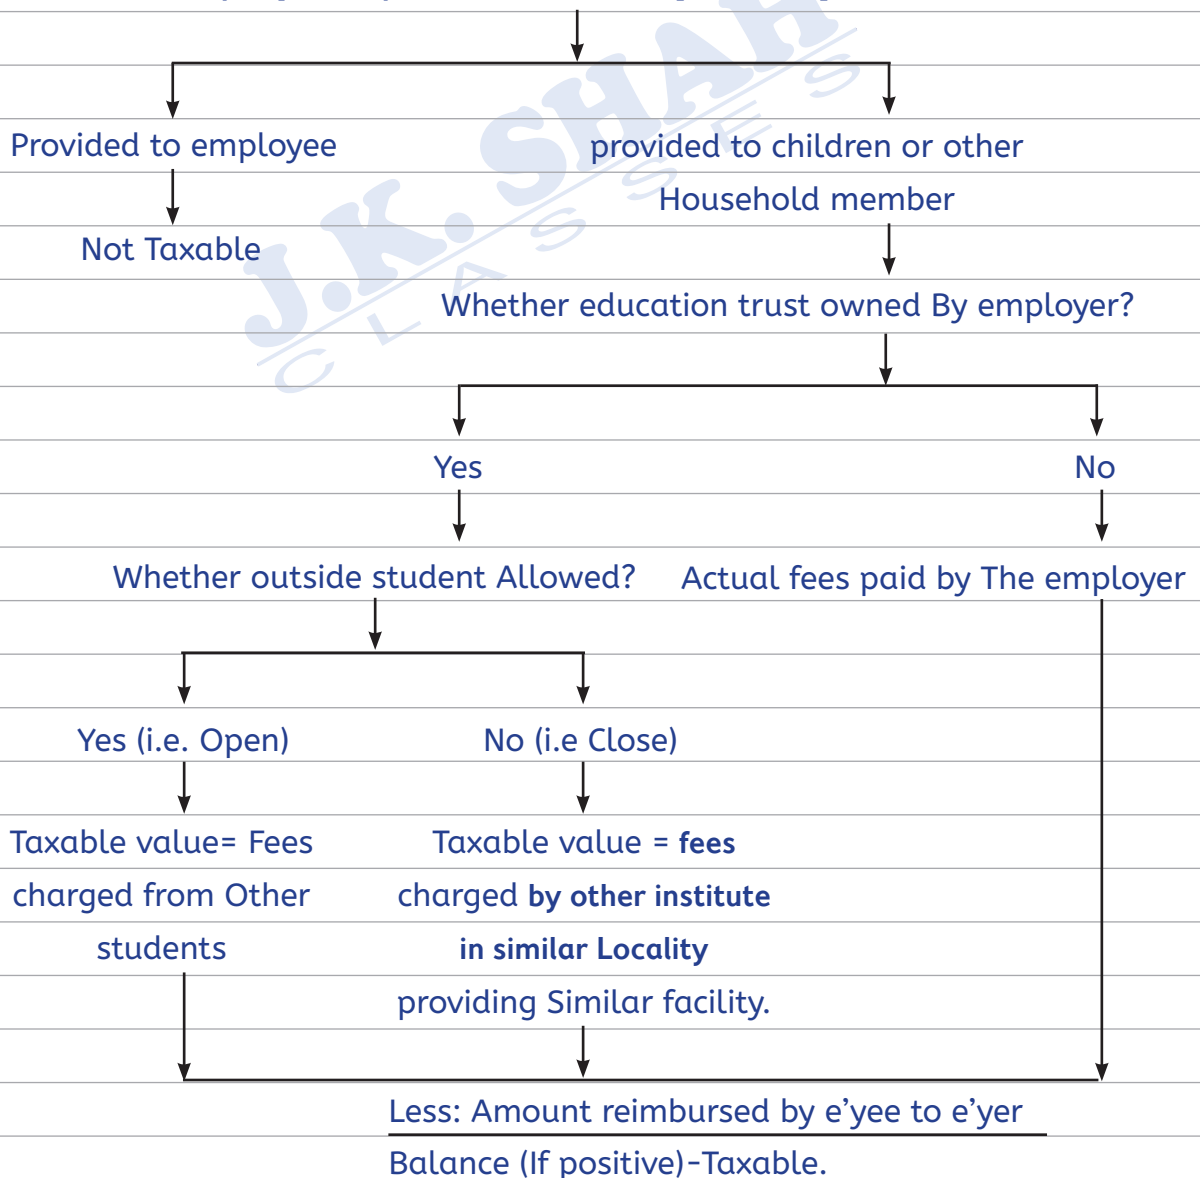 Provided to employee
provided to children or other
Household member
Not Taxable
Whether education trust owned By employer?
Yes
No
Whether outside student Allowed?
Actual fees paid by The employer
Yes (i.e. Open)
No (i.e Close)
Taxable value= Fees
charged from Other
students
Taxable value = fees
charged by other institute
in similar Locality
providing Similar facility.
Less: Amount reimbursed by e’yee to e’yer
Balance (If positive)-Taxable.
J.K. SHAH
CLASSES